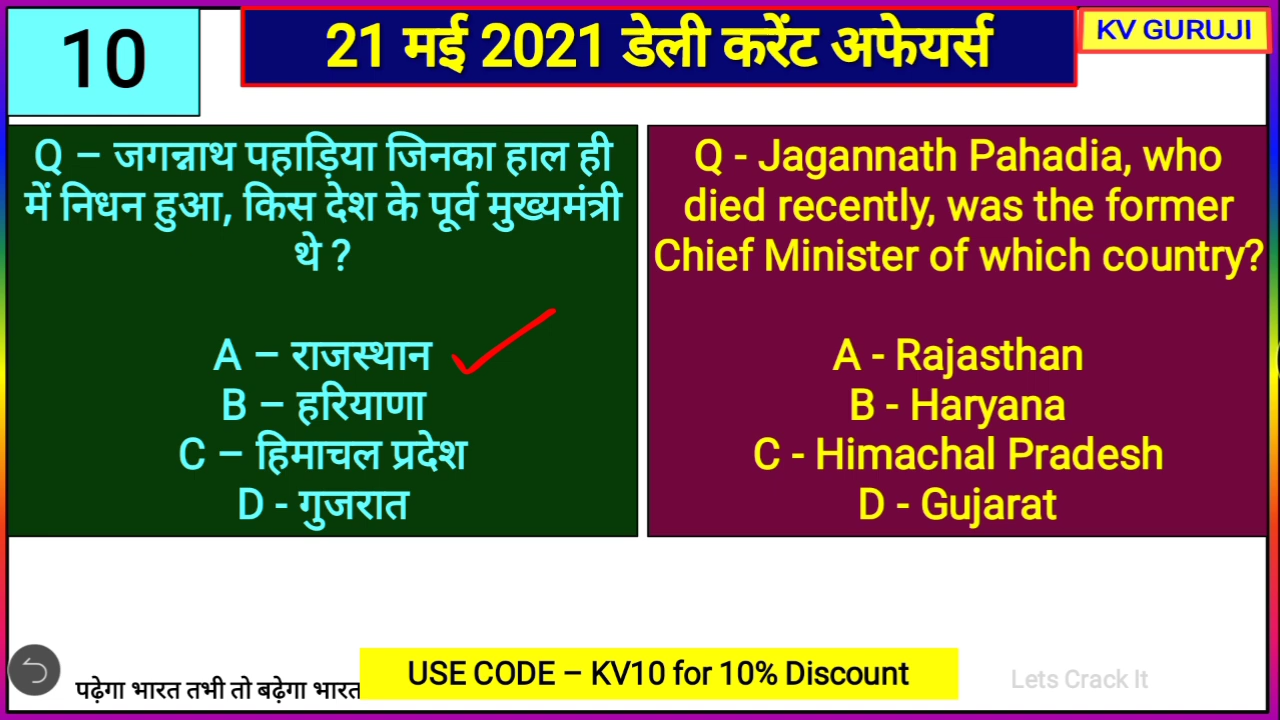 10
21 मई 2021 डेली करेंट अफेयर्स
KV GURUJI
Q – जगन्नाथ पहाड़िया जिनका हाल ही
में निधन हुआ, किस देश के पूर्व मुख्यमंत्री
थे ?
A – राजस्थान
B – हरियाणा
C – हिमाचल प्रदेश
D - गुजरात
Q - Jagannath Pahadia, who
died recently, was the former
Chief Minister of which country?
A - Rajasthan
B - Haryana
C - Himachal Pradesh
D - Gujarat
पढ़ेगा भारत तभी तो बढ़ेगा भारत
USE CODE – KV10 for 10% Discount
Lets Crack It